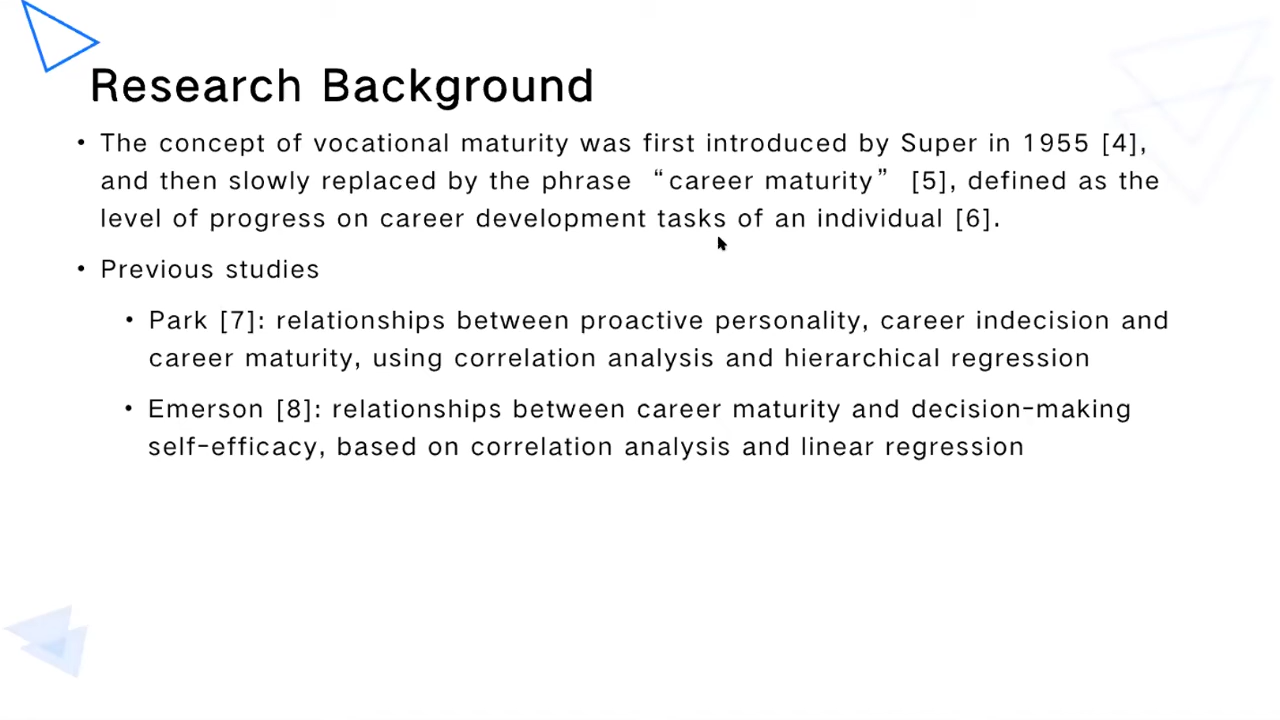 Research Background
• The concept of vocational maturity was first introduced by Super in 1955 [4],
and then slowly replaced by the phrase “career maturity” [5], defined as the
level of progress on career development tasks of an individual [6].
• Previous studies
• Park [7]: relationships between proactive personality, career indecision and
career maturity, using correlation analysis and hierarchical regression
• Emerson [8]: relationships between career maturity and decision-making
self-efficacy, based on correlation analysis and linear regression